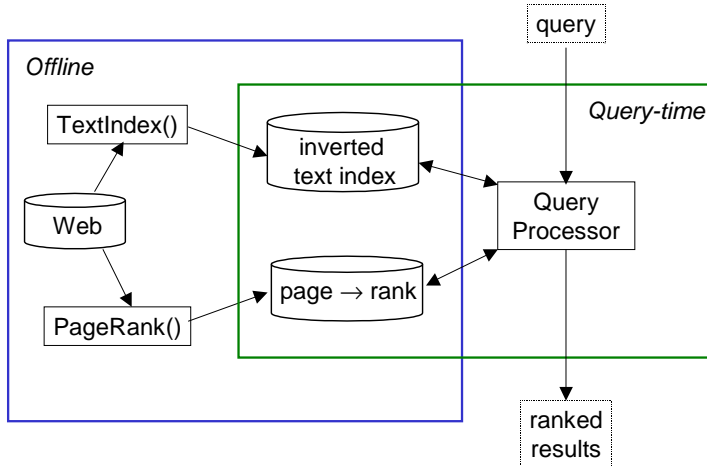 query
Offline
Query-time
TextIndex()
inverted
text index
Web
Query
Processor
page → rank
PageRank()
ranked
results